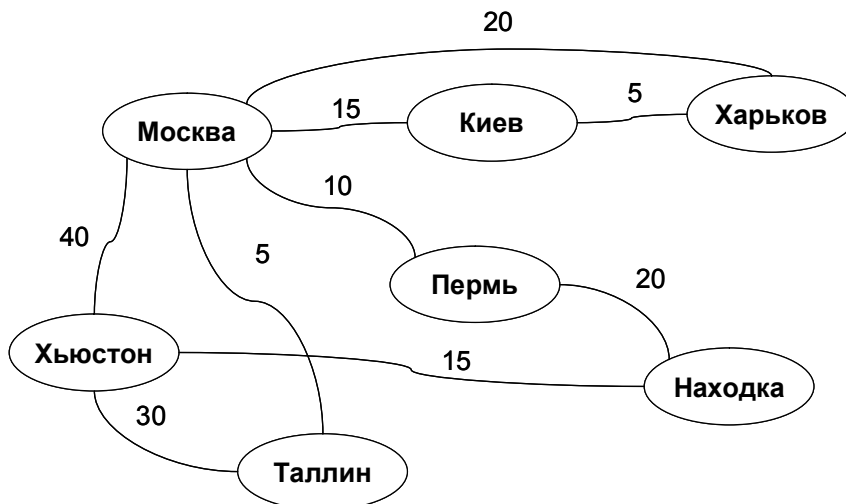 20
Москва
15
Киев
5
Харьков
10
40
5
Пермь
20
Хьюстон
15
Находка
30
Таллин